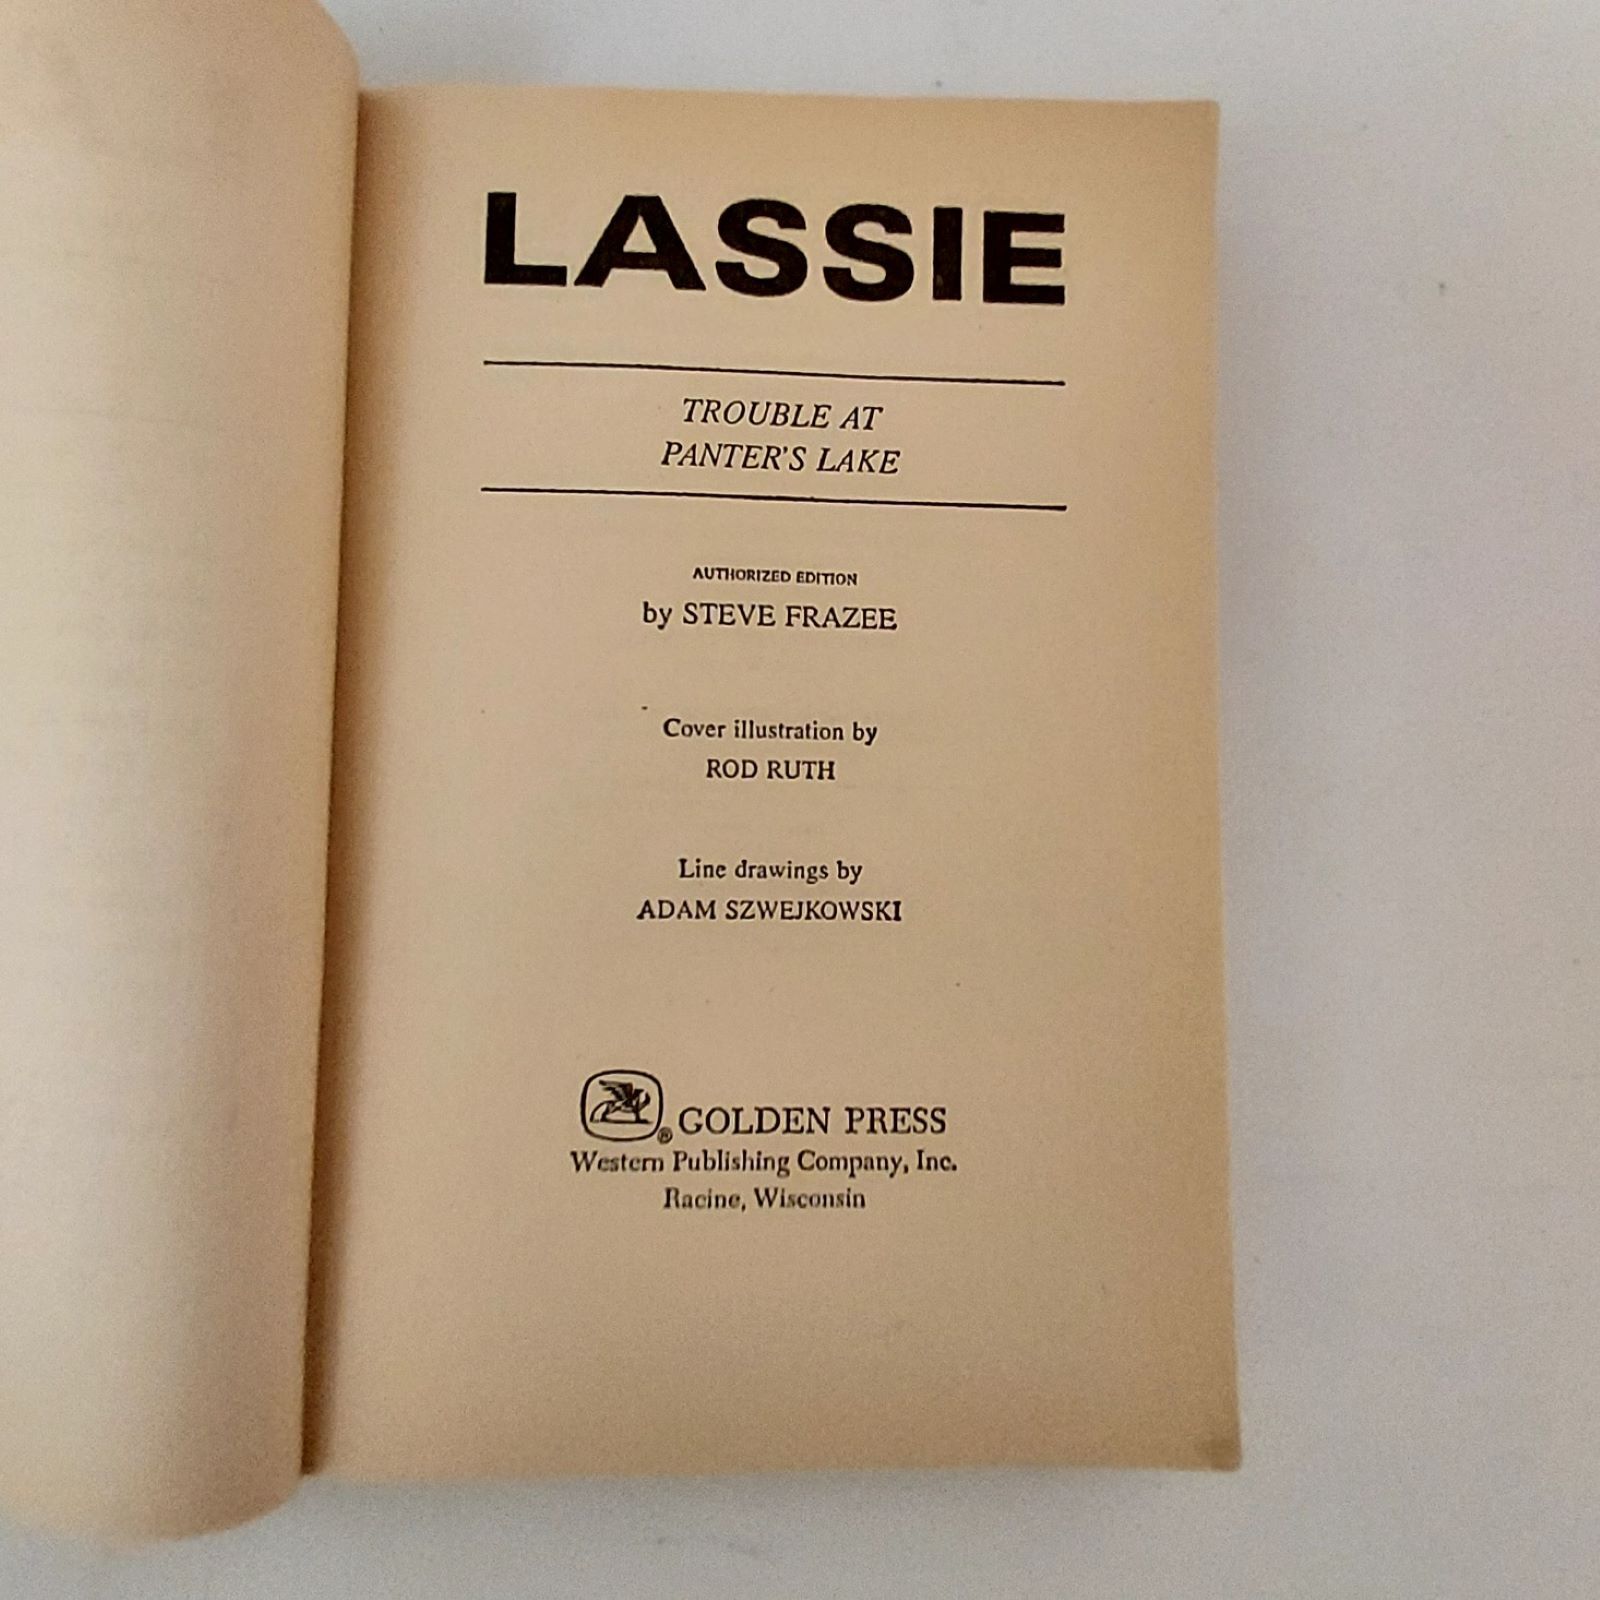 LASSIE
TROUBLE AT
PANTER'S LAKE
AUTHORIZED EDITION
by STEVE FRAZEE
Cover illustration by
ROD RUTH
Line drawings by
ADAM SZWEJKOWSKI
® GOLDEN PRESS
Western Publishing Company, Inc.
Racine, Wisconsin